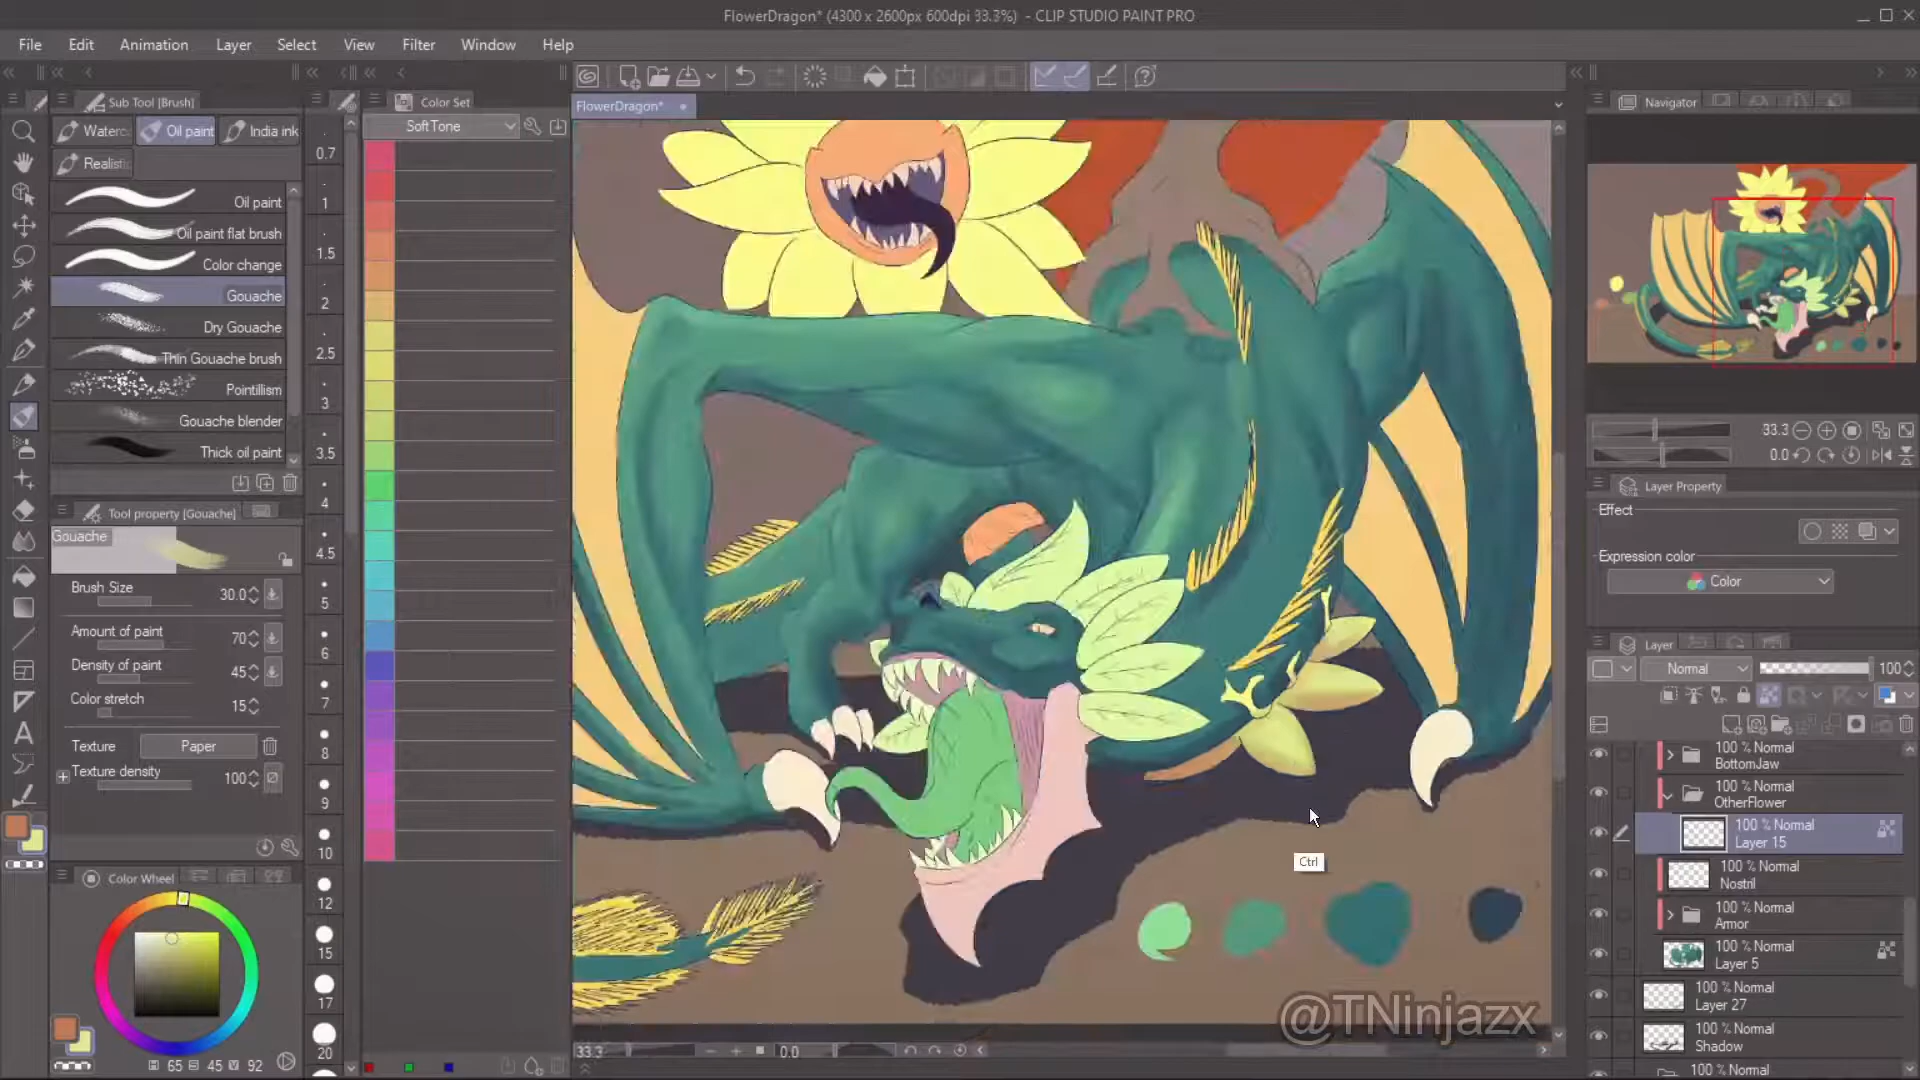 FlowerDragon* (4300 x 2600px 600dpi 33.3%) - CLIP STUDIO PAINT PRO
File Edit Animation Layer Select View Filter Window Help
Sub Tool [Brush]
Color Set
FlowerDragon*
Navigator
Waterc Oil paint India ink
SoftTone
Realistic
Oil paint
Oil paint flat brush
Color change
Gouache
Dry Gouache
Thin Gouache brush
Pointillism
Gouache blender
Thick oil paint
Tool property [Gouache]
Gouache
Brush Size 30.0
Amount of paint 70
Density of paint 45
Color stretch 15
Texture Paper
Texture density 100
Color Wheel
65 45 92
0.7
1
1.5
2
2.5
3
3.5
4
4.5
5
6
7
8
9
10
12
15
17
20
Ctrl
@TNinjazx
33.3 0.0
33.3
0.0
Layer Property
Effect
Expression color
Color
Layer
Normal 100
100 % Normal
BottomJaw
100 % Normal
OtherFlower
100 % Normal
Layer 15
100 % Normal
Nostril
100 % Normal
Armor
100 % Normal
Layer 5
100 % Normal
Layer 27
100 % Normal
Shadow
100 % Normal